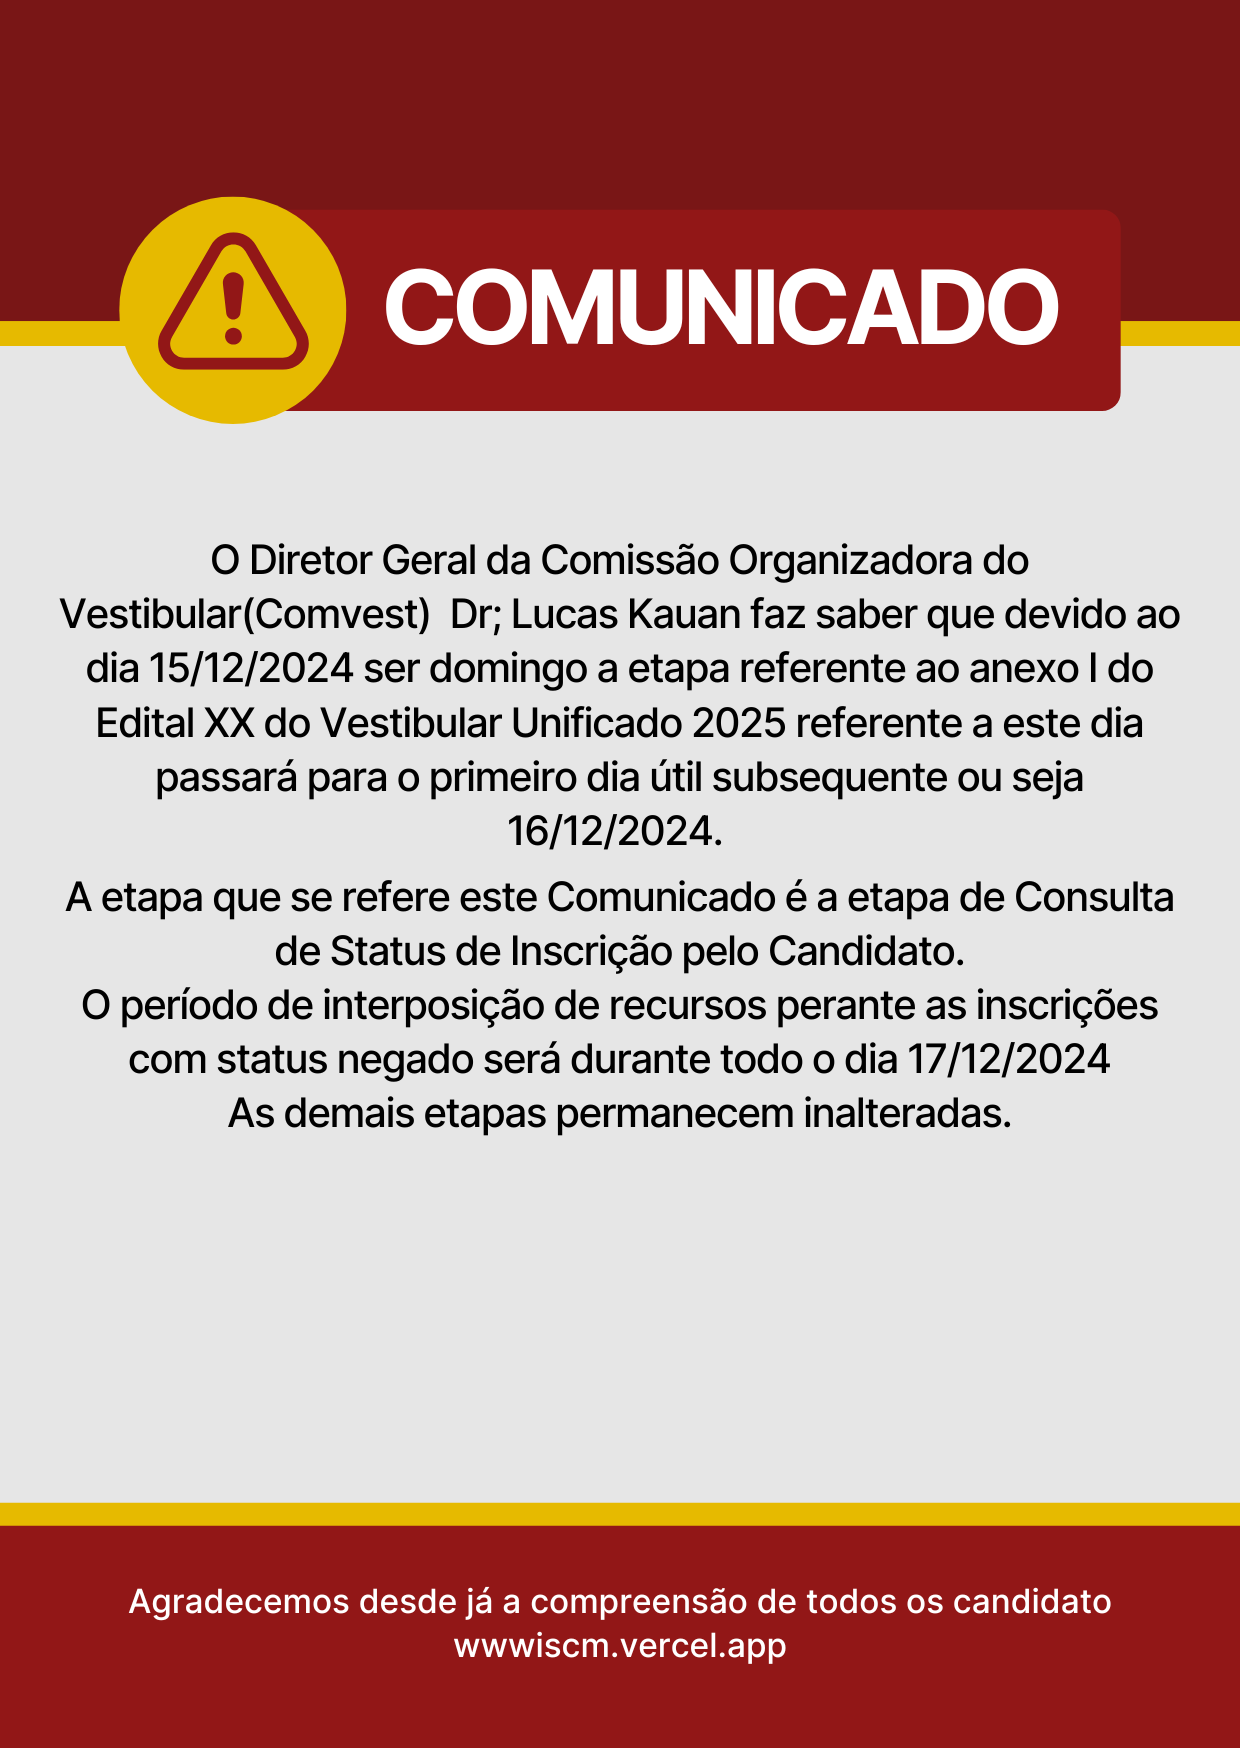 COMUNICADO
O Diretor Geral da Comissão Organizadora do
Vestibular(Comvest)  Dr; Lucas Kauan faz saber que devido ao
dia 15/12/2024 ser domingo a etapa referente ao anexo I do
Edital XX do Vestibular Unificado 2025 referente a este dia
passará para o primeiro dia útil subsequente ou seja
16/12/2024.
A etapa que se refere este Comunicado é a etapa de Consulta
de Status de Inscrição pelo Candidato.
O período de interposição de recursos perante as inscrições
com status negado será durante todo o dia 17/12/2024
As demais etapas permanecem inalteradas.
Agradecemos desde já a compreensão de todos os candidato
wwwiscm.vercel.app